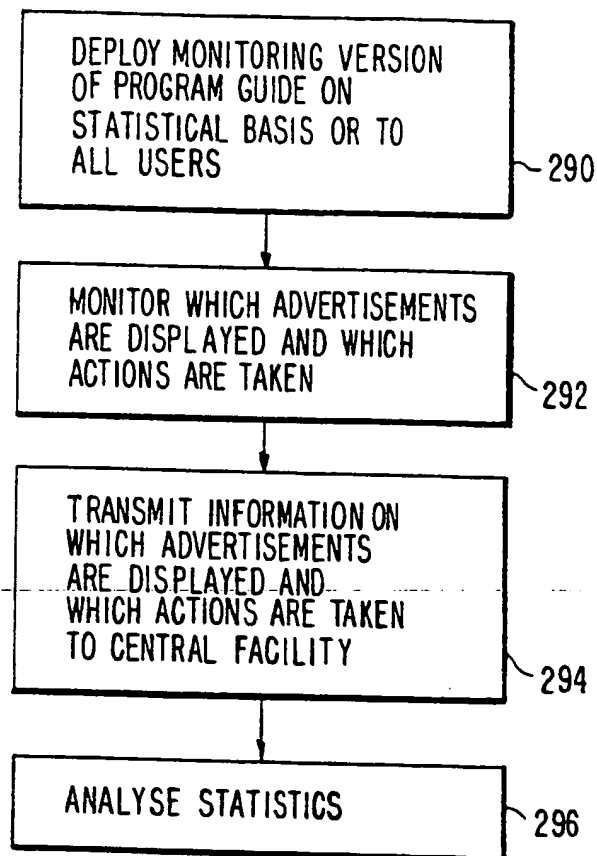 DEPLOY MONITORING VERSION
OF PROGRAM GUIDE ON
STATISTICAL BASIS OR TO
ALL USERS
290
MONITOR WHICH ADVERTISEMENTS
ARE DISPLAYED AND WHICH
ACTIONS ARE TAKEN
292
TRANSMIT INFORMATION ON
WHICH ADVERTISEMENTS
ARE DISPLAYED AND
WHICH ACTIONS ARE TAKEN
TO CENTRAL FACILITY
294
ANALYSE STATISTICS
296